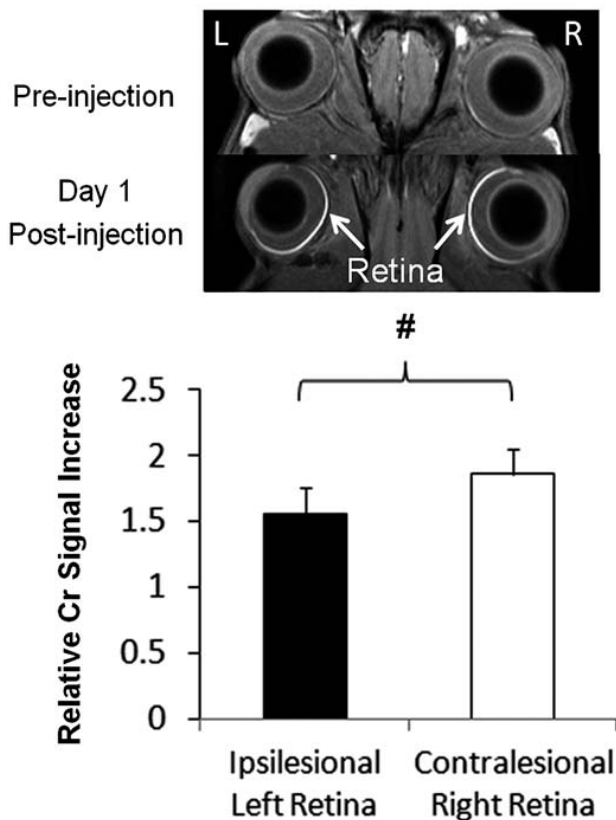 L
R
Pre-injection
Day 1
Post-injection
Retina
#
Relative Cr Signal Increase
2.5
2
1.5
1
0.5
0
Ipsilesional
Left Retina
Contralesional
Right Retina